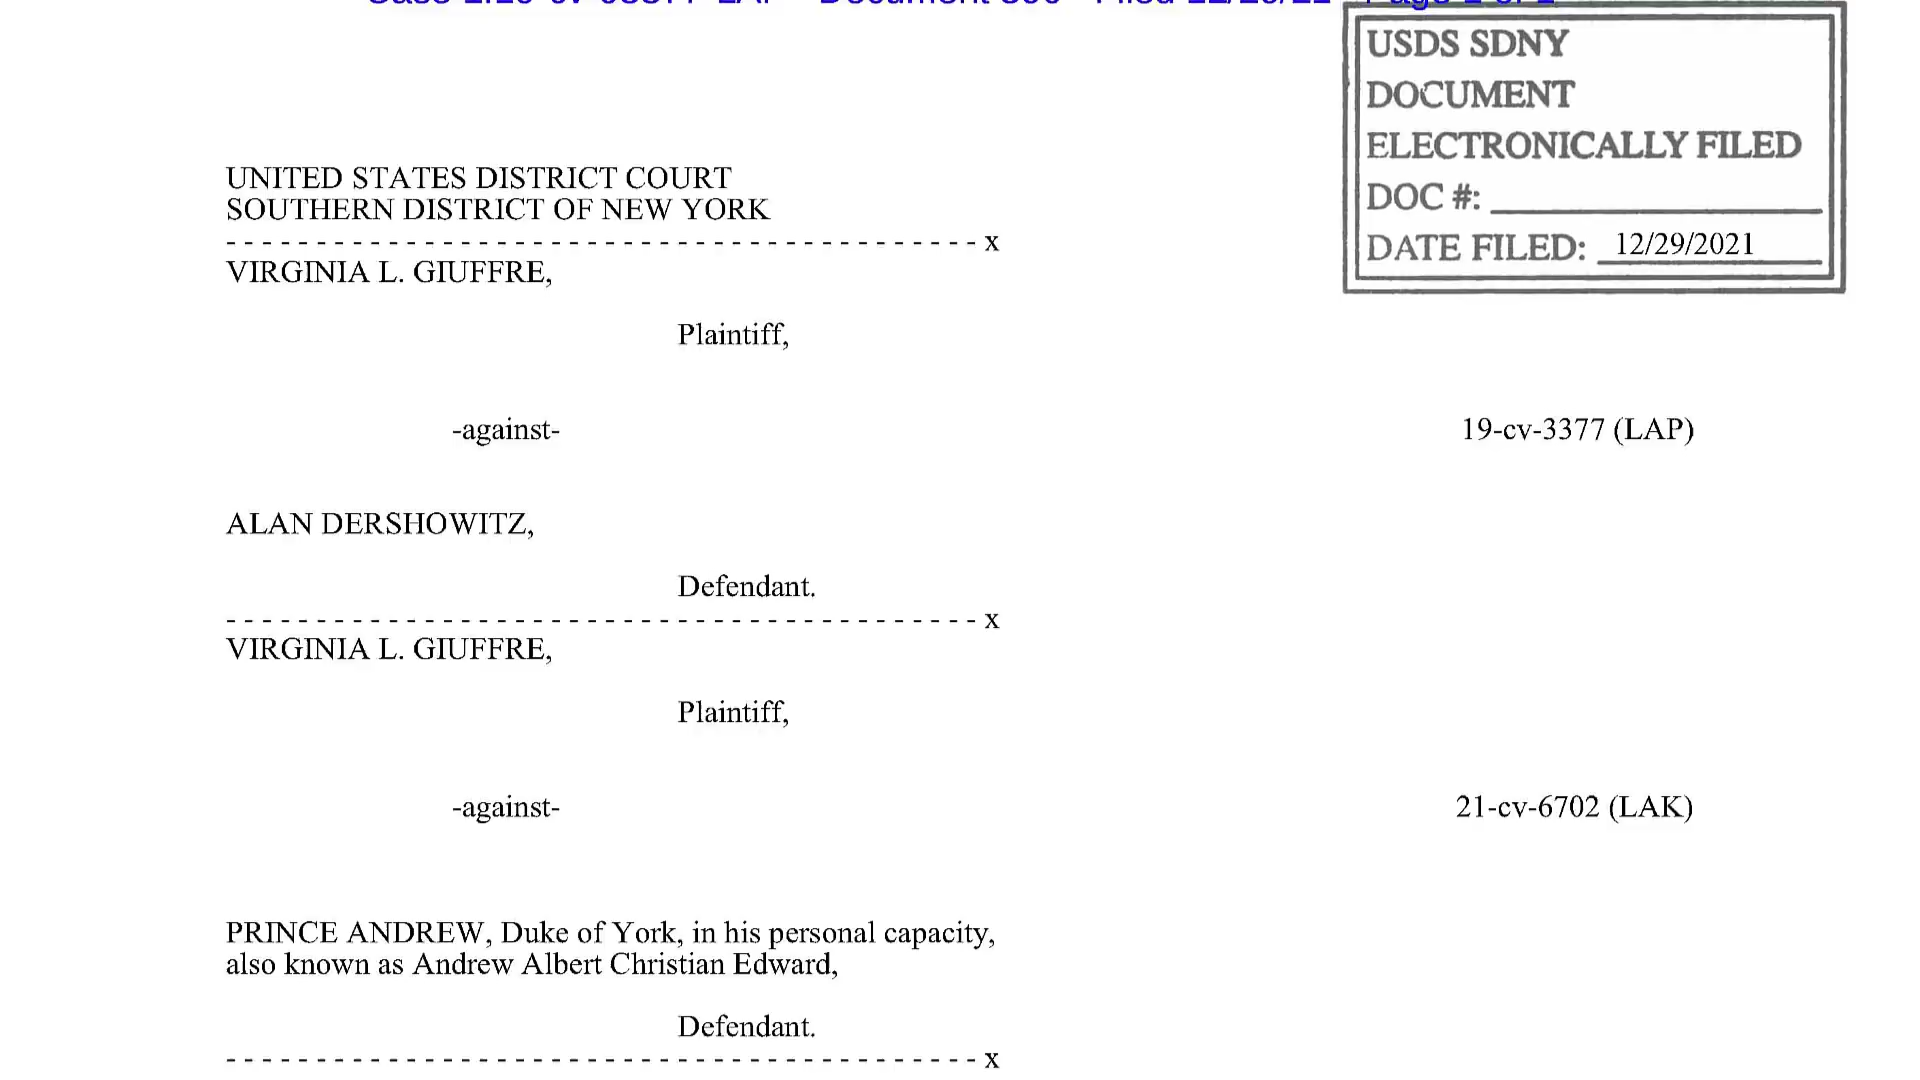 USDS SDNY
DOCUMENT
ELECTRONICALLY FILED
DOC #:
DATE FILED: 12/29/2021
UNITED STATES DISTRICT COURT
SOUTHERN DISTRICT OF NEW YORK
- - - - - - - - - - - - - - - - - - - - - - - - - - - - - - - - - - - - - - - - - - x
VIRGINIA L. GIUFFRE,
Plaintiff,
-against- 19-cv-3377 (LAP)
ALAN DERSHOWITZ,
Defendant.
- - - - - - - - - - - - - - - - - - - - - - - - - - - - - - - - - - - - - - - - - - x
VIRGINIA L. GIUFFRE,
Plaintiff,
-against- 21-cv-6702 (LAK)
PRINCE ANDREW, Duke of York, in his personal capacity,
also known as Andrew Albert Christian Edward,
Defendant.
- - - - - - - - - - - - - - - - - - - - - - - - - - - - - - - - - - - - - - - - - - x